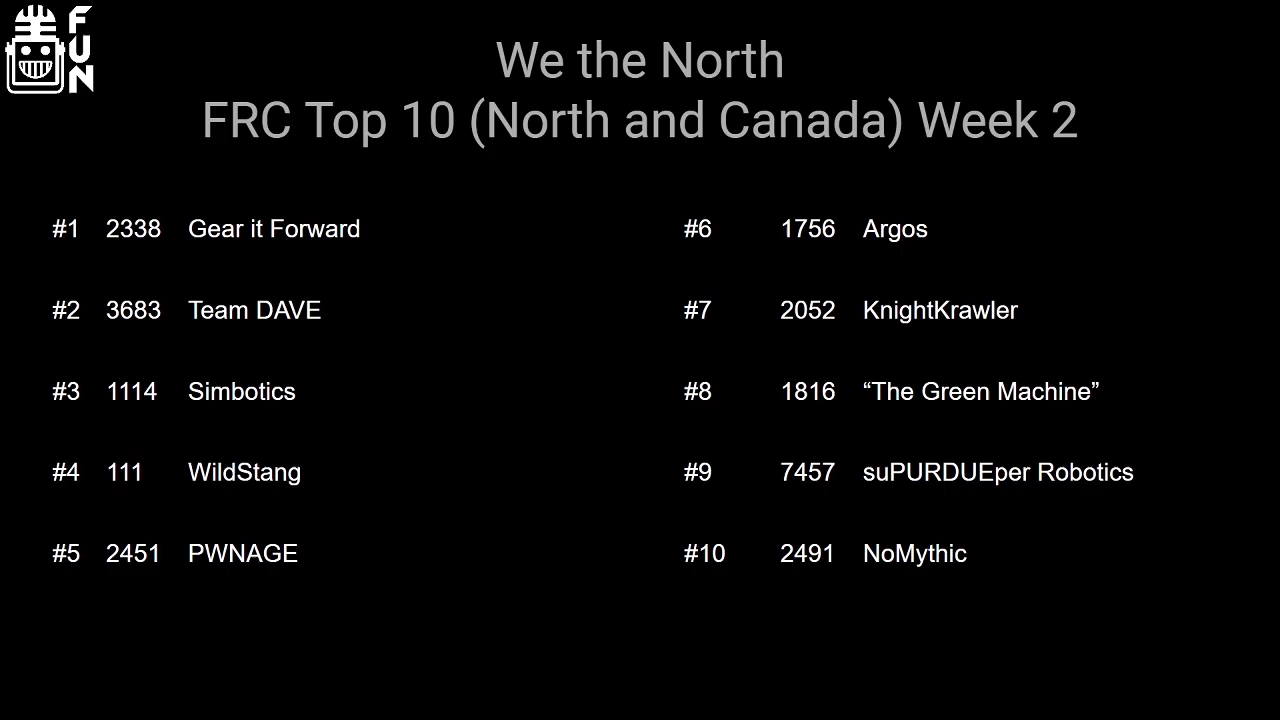 FUN
We the North
FRC Top 10 (North and Canada) Week 2
#1 2338 Gear it Forward
#2 3683 Team DAVE
#3 1114 Simbotics
#4 111 WildStang
#5 2451 PWNAGE
#6 1756 Argos
#7 2052 KnightKrawler
#8 1816 “The Green Machine”
#9 7457 suPURDUEper Robotics
#10 2491 NoMythic